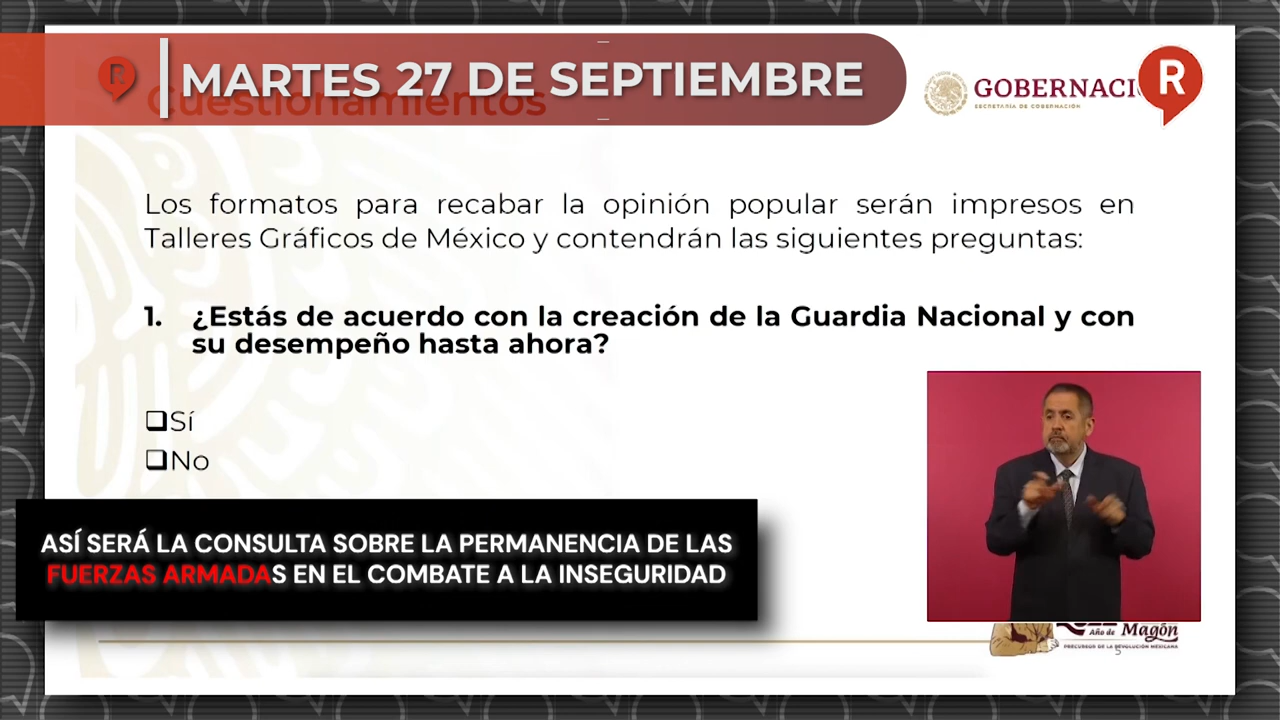 R
MARTES 27 DE SEPTIEMBRE
Cuestionamientos
GOBERNACI
SECRETARÍA DE GOBERNACIÓN
R
Los formatos para recabar la opinión popular serán impresos en
Talleres Gráficos de México y contendrán las siguientes preguntas:
1. ¿Estás de acuerdo con la creación de la Guardia Nacional y con
su desempeño hasta ahora?
❑Sí
❑No
ASÍ SERÁ LA CONSULTA SOBRE LA PERMANENCIA DE LAS
FUERZAS ARMADAS EN EL COMBATE A LA INSEGURIDAD
Año de Magón
PRECURSOR DE LA REVOLUCIÓN MEXICANA
5